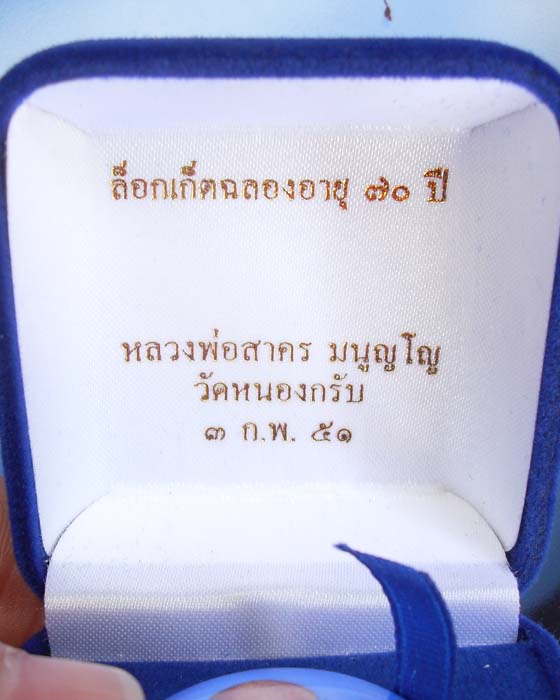 ล็อกเก็ตฉลองอายุ ๗๐ ปี
หลวงพ่อสาคร มนูญโญ
วัดหนองกรับ
๓ ก.พ. ๕๑